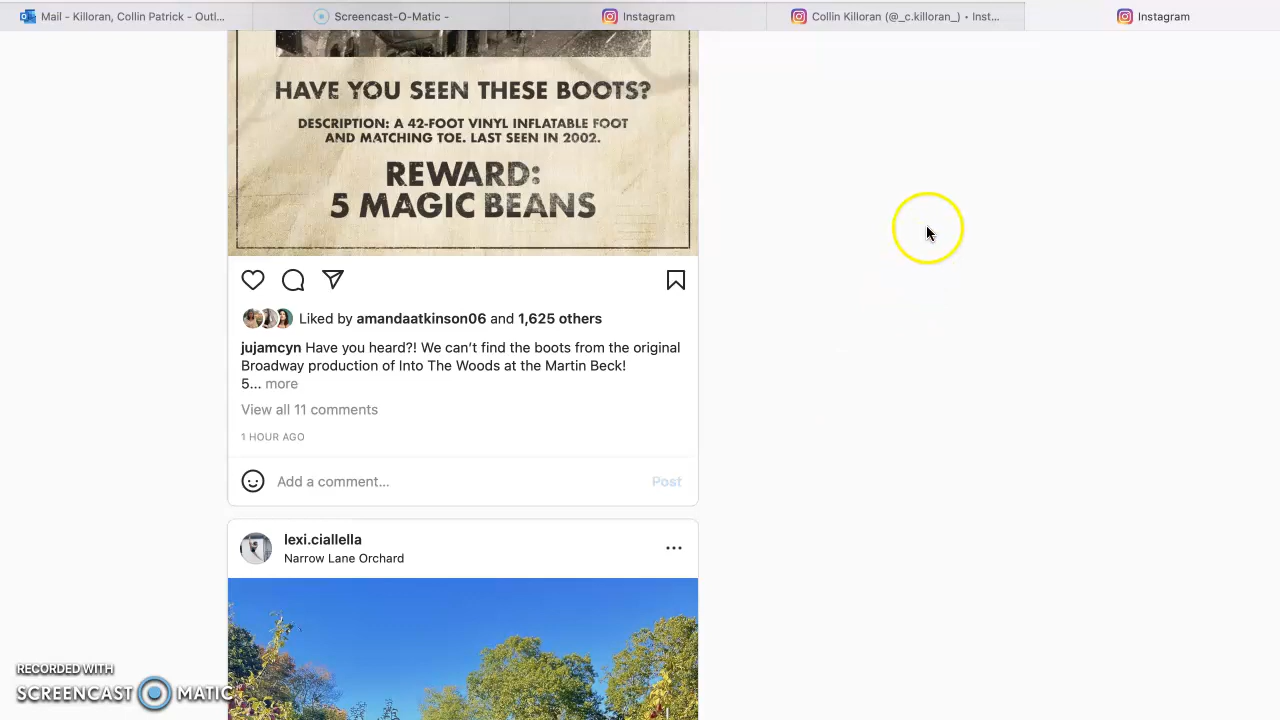 Mail - Killoran, Collin Patrick - Outl...
Screencast-O-Matic -
Instagram
Collin Killoran (@_c.killoran_) • Inst...
Instagram
HAVE YOU SEEN THESE BOOTS?
DESCRIPTION: A 42-FOOT VINYL INFLATABLE FOOT
AND MATCHING TOE. LAST SEEN IN 2002.
REWARD:
5 MAGIC BEANS
Liked by amandaatkinson06 and 1,625 others
jujamcyn Have you heard?! We can't find the boots from the original
Broadway production of Into The Woods at the Martin Beck!
5... more
View all 11 comments
1 HOUR AGO
Add a comment...
Post
lexi.ciallella
Narrow Lane Orchard
RECORDED WITH
SCREENCAST MATIC